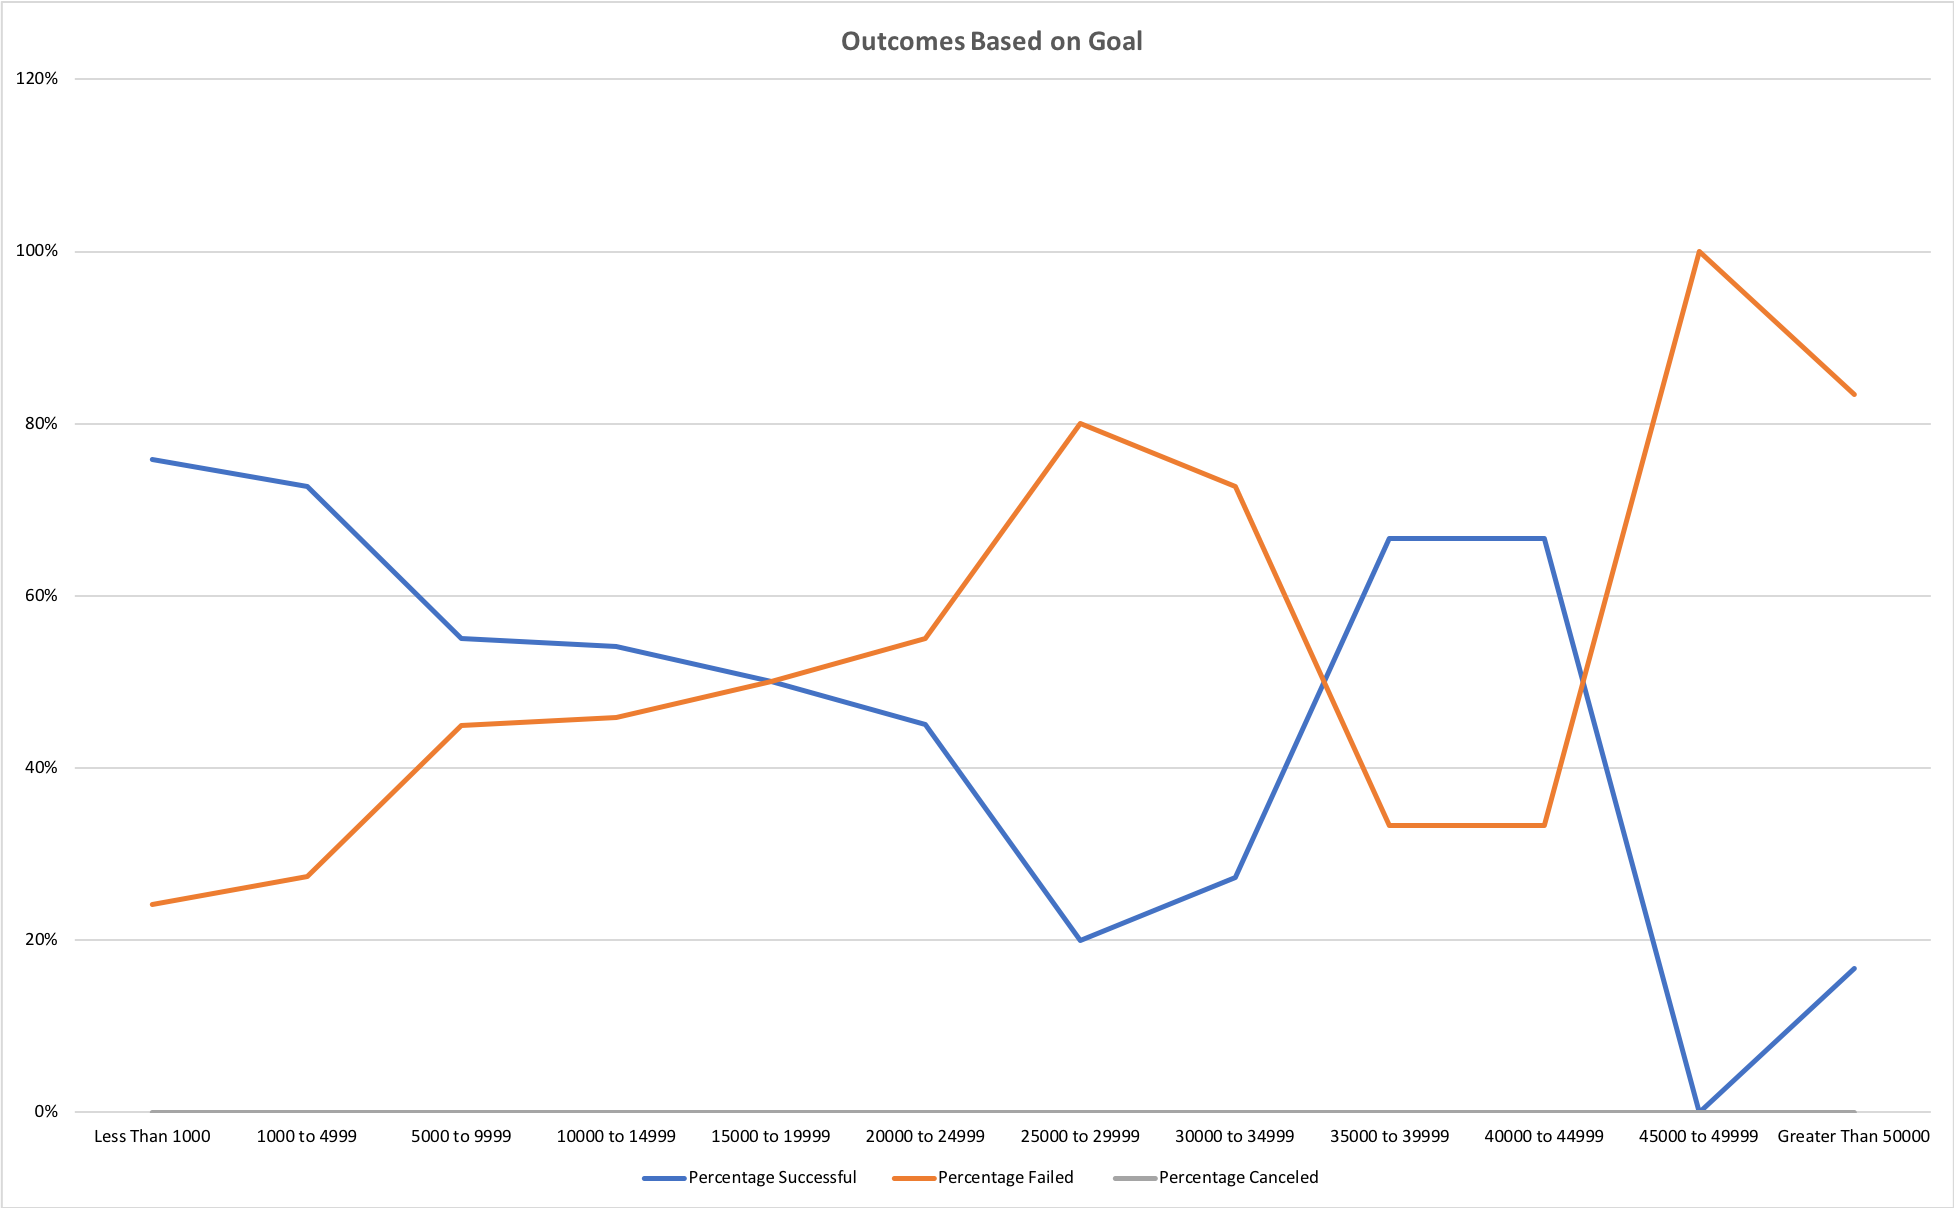 Outcomes Based on Goal
120%
100%
80%
60%
40%
20%
0%
Less Than 1000 1000 to 4999 5000 to 9999 10000 to 14999 15000 to 19999 20000 to 24999 25000 to 29999 30000 to 34999 35000 to 39999 40000 to 44999 45000 to 49999 Greater Than 50000
Percentage Successful Percentage Failed Percentage Canceled